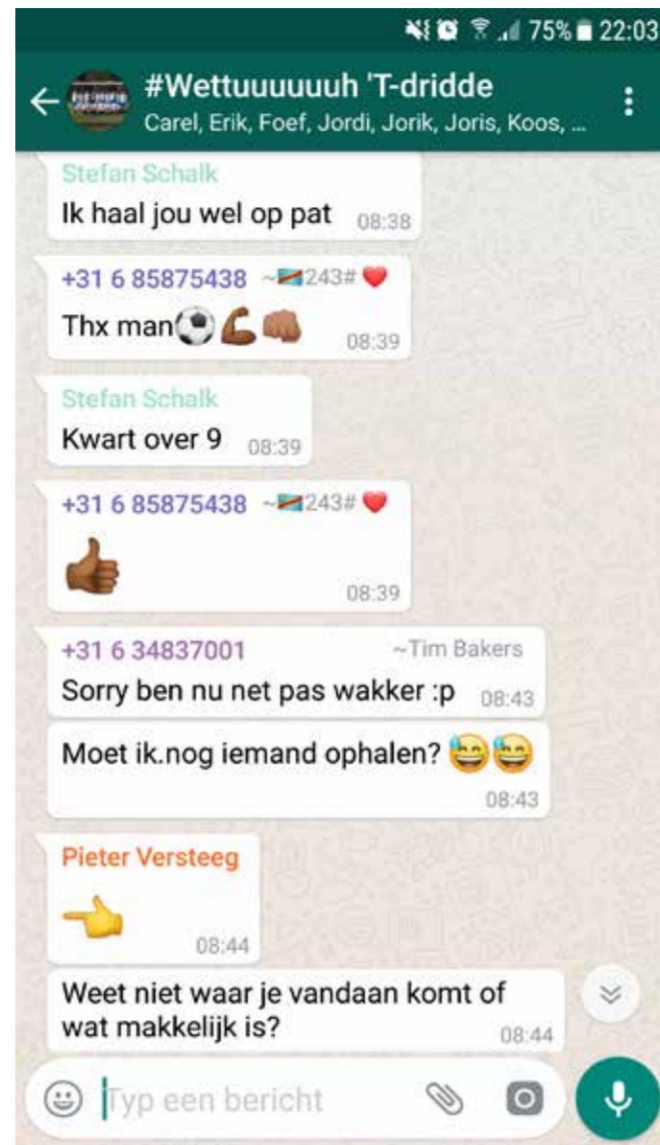 75% 22:03
#Wettuuuuuuh 'T-dridde
Carel, Erik, Foef, Jordi, Jorik, Joris, Koos, ...
Stefan Schalk
Ik haal jou wel op pat 08:38
+31 6 85875438 ~🇨🇩243# ❤️
Thx man⚽💪🏾👊🏾 08:39
Stefan Schalk
Kwart over 9 08:39
+31 6 85875438 ~🇨🇩243# ❤️
👍🏾 08:39
+31 6 34837001 ~Tim Bakers
Sorry ben nu net pas wakker :p 08:43
Moet ik.nog iemand ophalen? 😅😅
08:43
Pieter Versteeg
👈 08:44
Weet niet waar je vandaan komt of
wat makkelijk is? 08:44
Typ een bericht